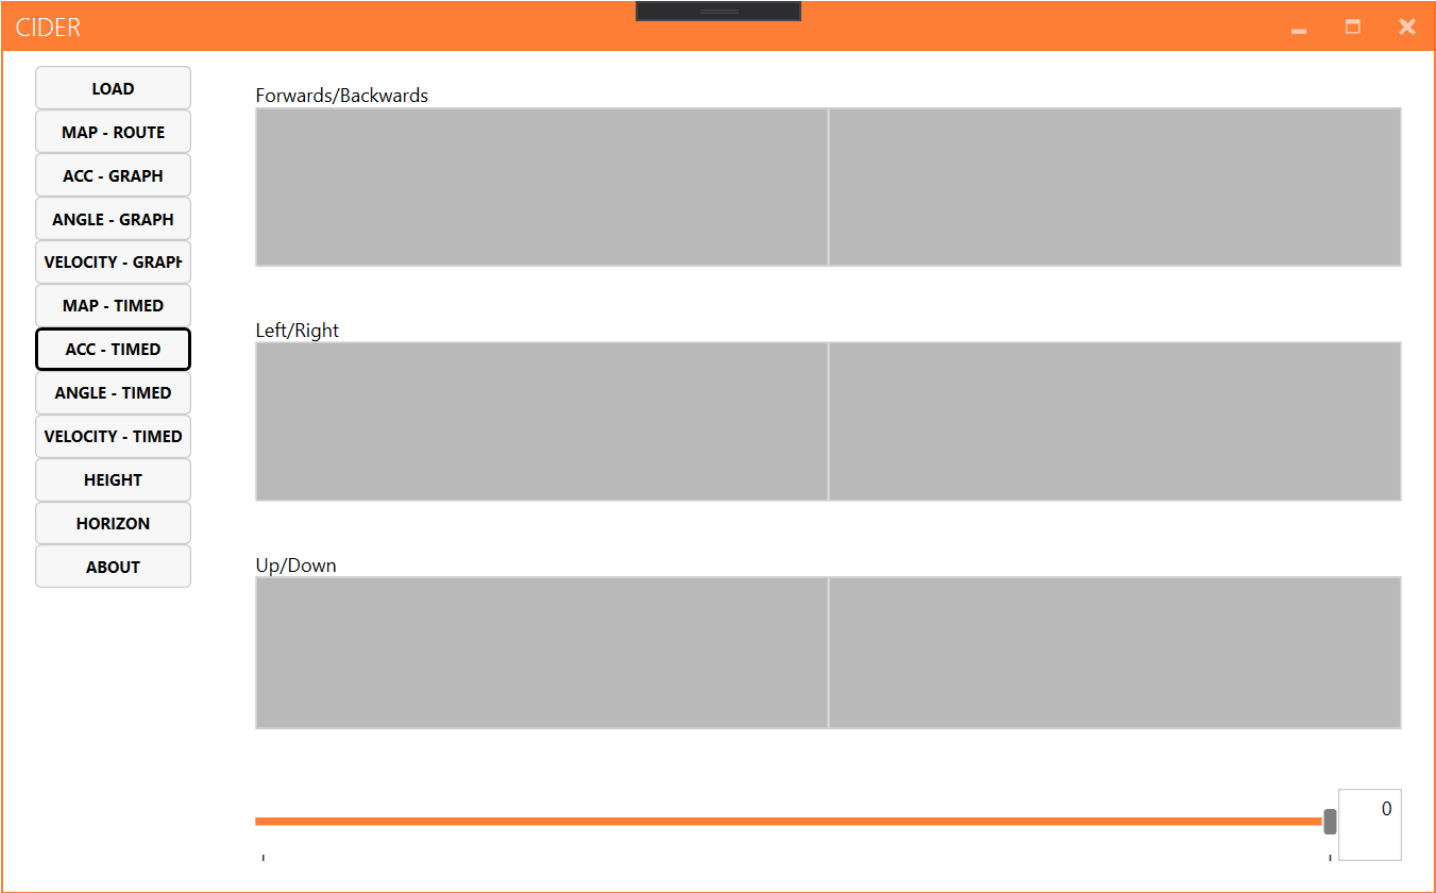 CIDER
LOAD
MAP - ROUTE
ACC - GRAPH
ANGLE - GRAPH
VELOCITY - GRAPH
MAP - TIMED
ACC - TIMED
ANGLE - TIMED
VELOCITY - TIMED
HEIGHT
HORIZON
ABOUT
Forwards/Backwards
Left/Right
Up/Down
0